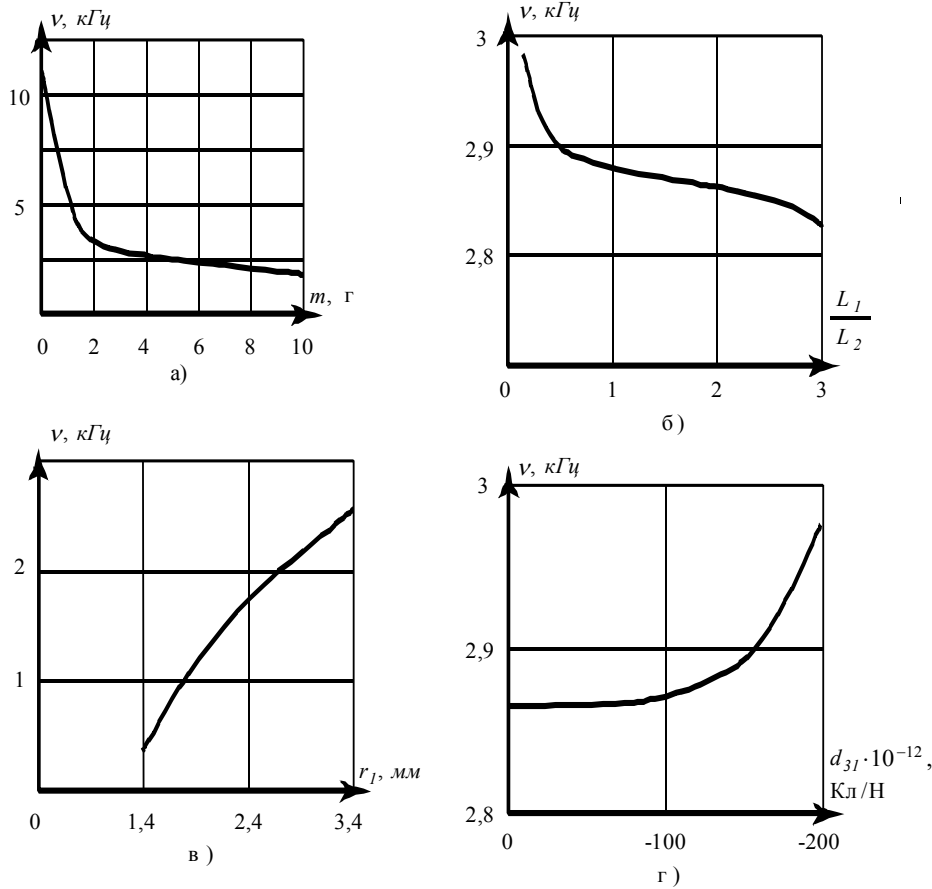 ν, кГц
10
5
m, г
0 2 4 6 8 10
а)
ν, кГц
3
2,9
2,8
L1
L2
0 1 2 3
б )
ν, кГц
2
1
r1, мм
0 1,4 2,4 3,4
в )
ν, кГц
3
2,9
d31·10−12,
Кл/Н
2,8
0 -100 -200
г )